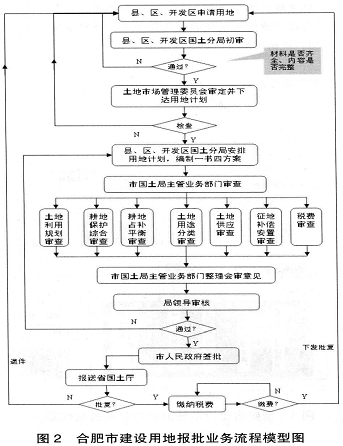 县、区、开发区申请用地
县、区、开发区国土分局初审
材料是否齐
全、内容是
否完整
N
通过?
Y
土地市场管理委员会审定并下
达用地计划
N
检查
Y
县、区、开发区国土分局安排
用地计划，编制一书四方案
市国土局主管业务部门审查
土地
利用
规划
审查
耕地
保护
综合
审查
耕地
占补
平衡
审查
土地
用途
分类
审查
土地
供应
审查
征地
补偿
安置
审查
税费
审查
市国土局主管业务部门整理会审意见
局领导审核
N
通过?
Y
市人民政府签批
下发批复
退件
报送省国土厅
N
批复?
Y
缴纳税费
N
缴费?
Y
图2 合肥市建设用地报批业务流程模型图